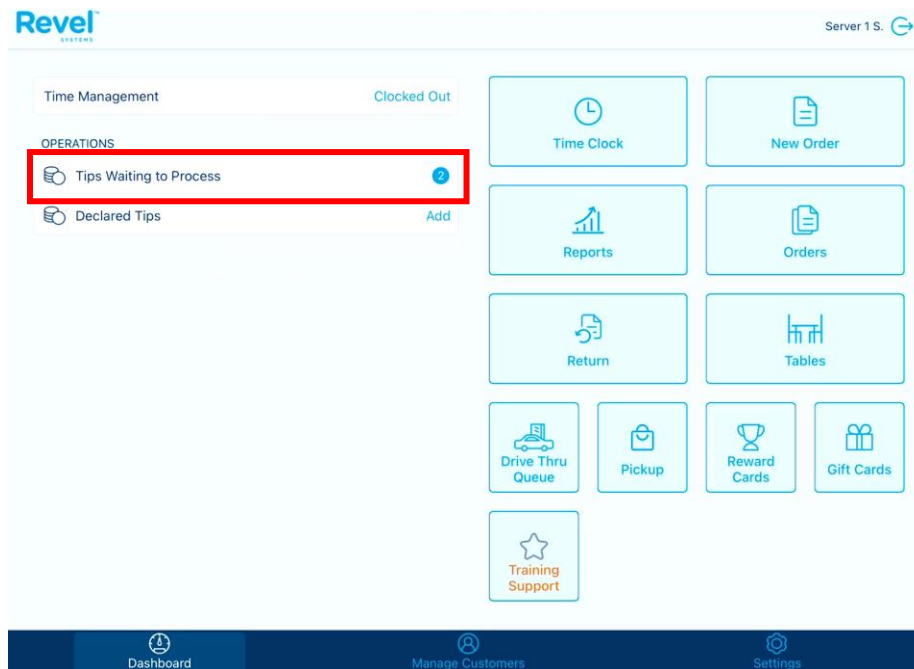 Revel
SYSTEMS
Server 1 S.
Time Management
Clocked Out
OPERATIONS
Tips Waiting to Process
2
Declared Tips
Add
Time Clock
New Order
Reports
Orders
Return
Tables
Drive Thru
Queue
Pickup
Reward
Cards
Gift Cards
Training
Support
Dashboard
Manage Customers
Settings